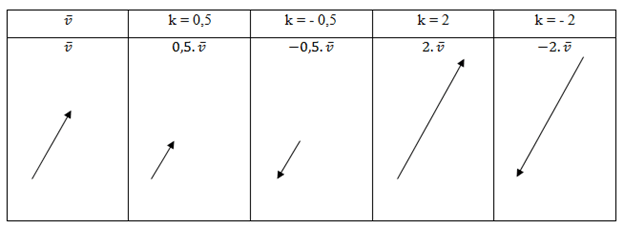 v̄ k = 0,5 k = - 0,5 k = 2 k = - 2
v̄ 0,5. v̄ −0,5. v̄ 2. v̄ −2. v̄